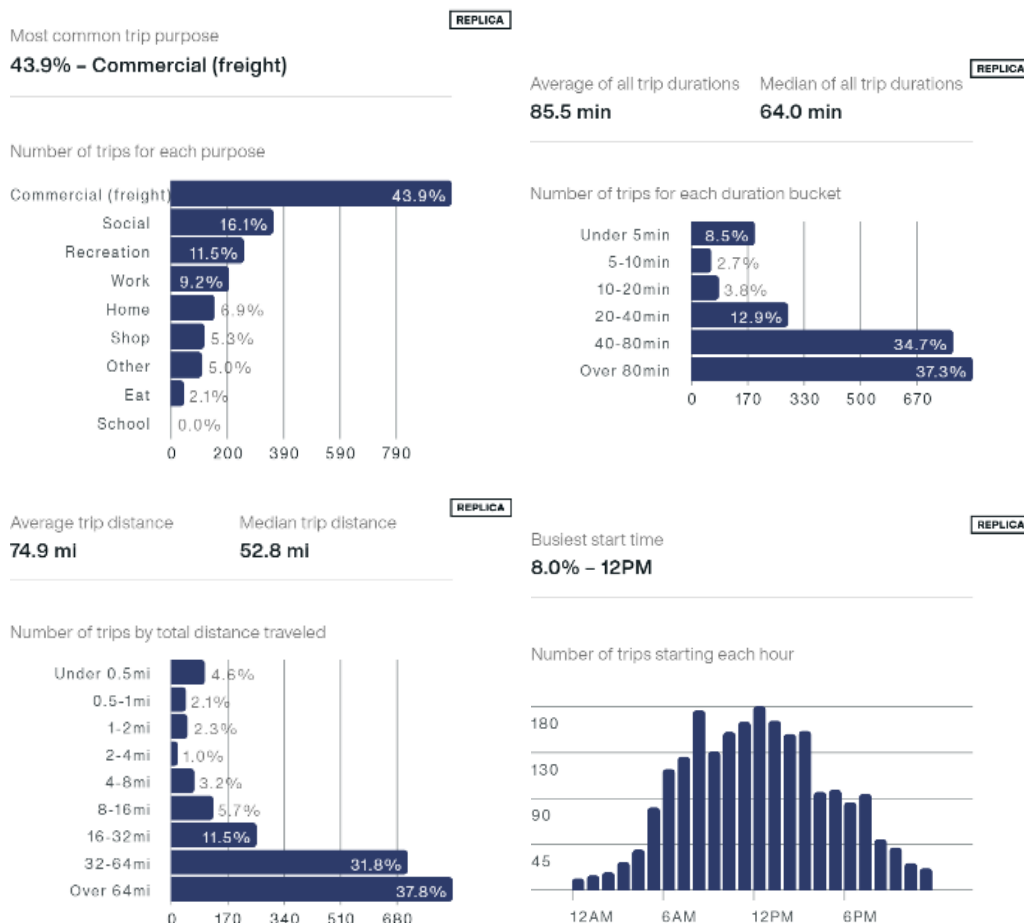 REPLICA
Most common trip purpose
43.9% – Commercial (freight)
Number of trips for each purpose
Commercial (freight) 43.9%
Social 16.1%
Recreation 11.5%
Work 9.2%
Home 6.9%
Shop 5.3%
Other 5.0%
Eat 2.1%
School 0.0%
0 200 390 590 790
REPLICA
Average of all trip durations Median of all trip durations
85.5 min 64.0 min
Number of trips for each duration bucket
Under 5min 8.5%
5-10min 2.7%
10-20min 3.8%
20-40min 12.9%
40-80min 34.7%
Over 80min 37.3%
0 170 330 500 670
REPLICA
Average trip distance Median trip distance
74.9 mi 52.8 mi
Number of trips by total distance traveled
Under 0.5mi 4.6%
0.5-1mi 2.1%
1-2mi 2.3%
2-4mi 1.0%
4-8mi 3.2%
8-16mi 5.7%
16-32mi 11.5%
32-64mi 31.8%
Over 64mi 37.8%
0 170 340 510 680
REPLICA
Busiest start time
8.0% – 12PM
Number of trips starting each hour
180
130
90
45
12AM 6AM 12PM 6PM